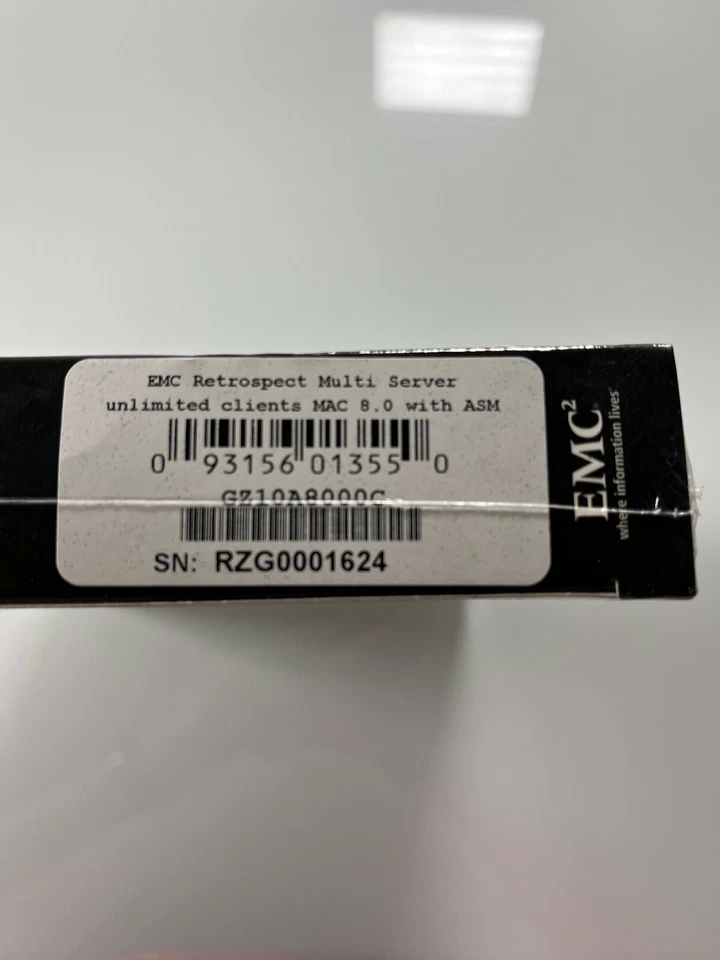 EMC Retrospect Multi Server
unlimited clients MAC 8.0 with ASM
0 93156 01355 0
GZ10A8000C
SN: RZG0001624
EMC²
where information lives®